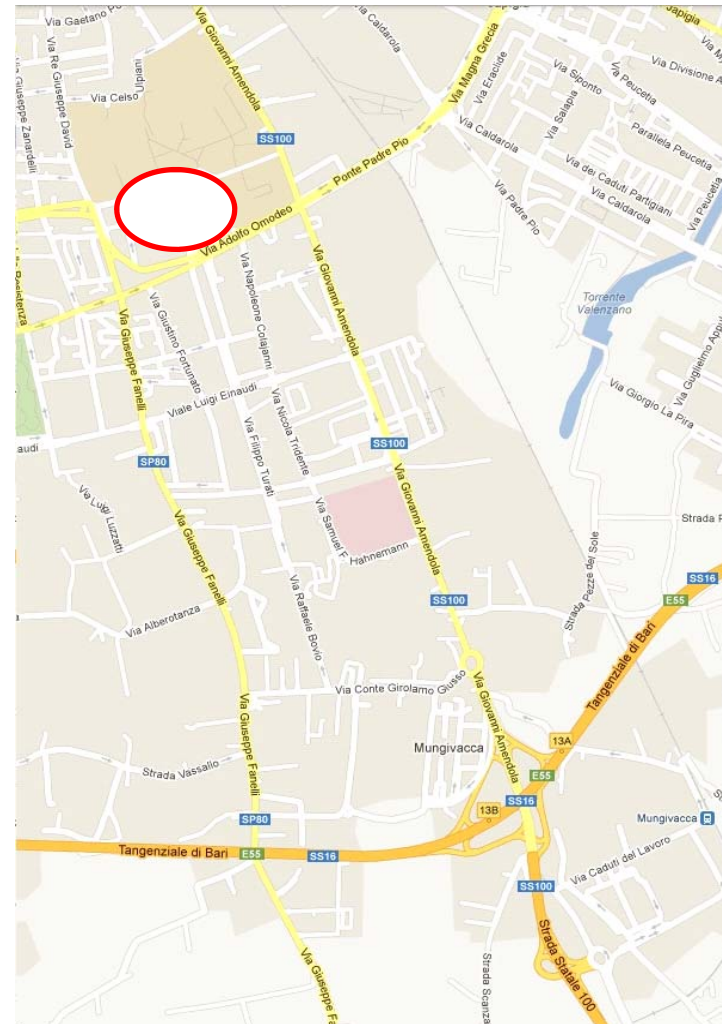 Via Gaetano Po
Via Giovanni Amendola
Via Caldarola
Japigia
Via Re Giuseppe David
Via Giuseppe Zanardelli
Ulpiani
Via Celso
Via Magna Grecia
Via Eraclide
Via Siponto
Via Peucetia
Via Divisione A
Via Salapia
Parallela Peucetia
SS100
Via Caldarola
Via dei Caduti Partigiani
Via Caldarola
Via Peucetia
Ponte Padre Pio
Via Padre Pio
Via Adolfo Omodeo
Resistenza
Via Giovanni Amendola
Via Napoleone Colajanni
Via Giustino Fortunato
Via Giuseppe Fanelli
Torrente
Valenzano
Via Guglielmo Appul
Via Giorgio La Pira
Viale Luigi Einaudi
audi
Via Nicola Tridente
Via Filippo Turati
SS100
SP80
Via Giovanni Amendola
Via Luigi Luzzatti
Via Giuseppe Fanelli
Via Samuel F. Hahnemann
Strada F
Strada Pezze del Sole
SS16
E55
SS100
Via Raffaele Bovio
Via Alberotanza
Tangenziale di Bari
Via Conte Girolamo Giusso
Via Giovanni Amendola
Via Giuseppe Fanelli
Mungivacca
13A
E55
Strada Vassallo
SS16
13B
SP80
Mungivacca
Tangenziale di Bari
E55
SS16
Via Caduti del Lavoro
SS100
Strada Statale 100
Strada Scanza
Via Giuseppe Fa